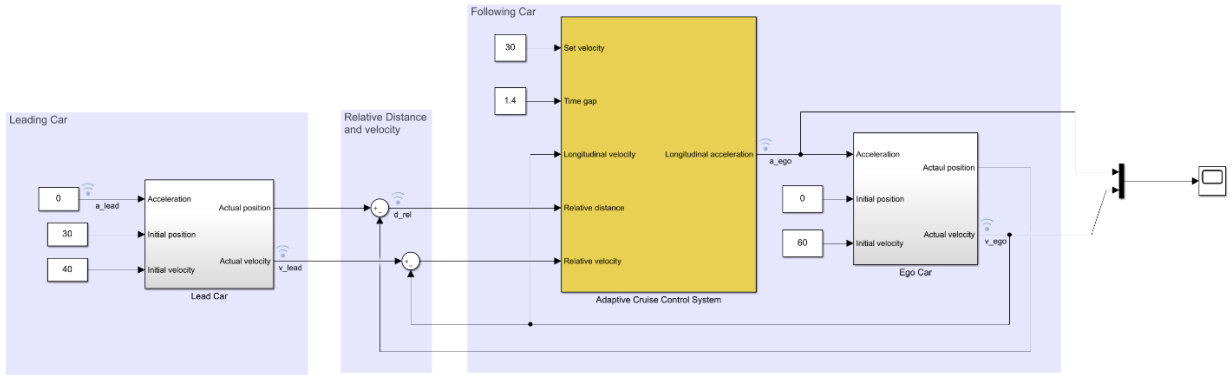 Following Car
30
Set velocity
1.4
Time gap
Leading Car
Relative Distance
and velocity
Longitudinal velocity
Longitudinal acceleration
a_ego
Acceleration
Actaul position
0
a_lead
Acceleration
Actual position
d_rel
Relative distance
0
Initial position
30
Initial position
60
Initial velocity
Actual velocity
v_ego
40
Initial velocity
Actual velocity
v_lead
Relative velocity
Ego Car
Lead Car
Adaptive Cruise Control System